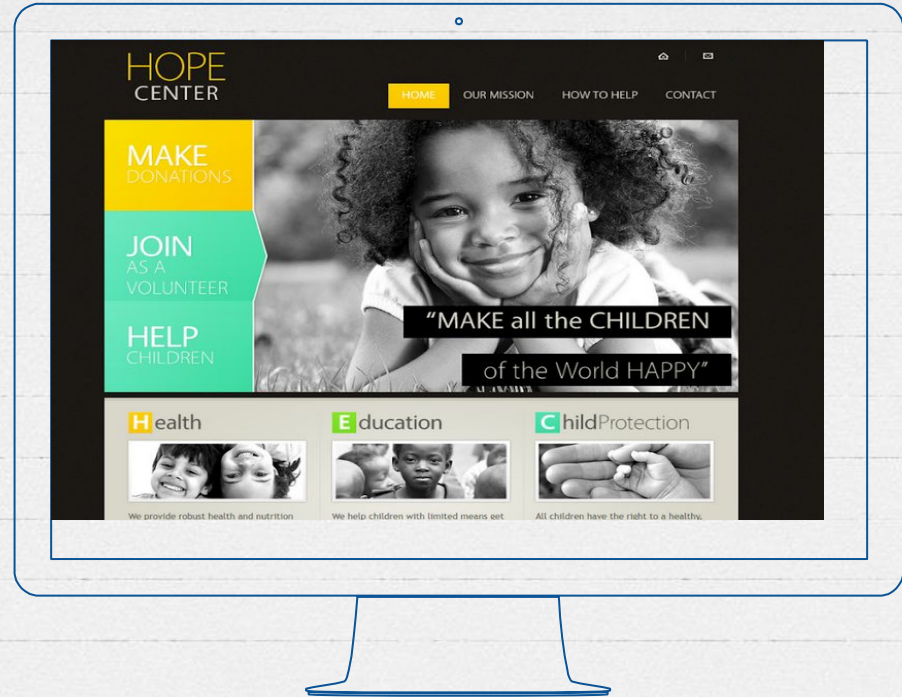 HOPE
CENTER
HOME OUR MISSION HOW TO HELP CONTACT
MAKE
DONATIONS
JOIN
AS A
VOLUNTEER
HELP
CHILDREN
"MAKE all the CHILDREN
of the World HAPPY"
Health
Education
ChildProtection
We provide robust health and nutrition
We help children with limited means get
All children have the right to a healthy,